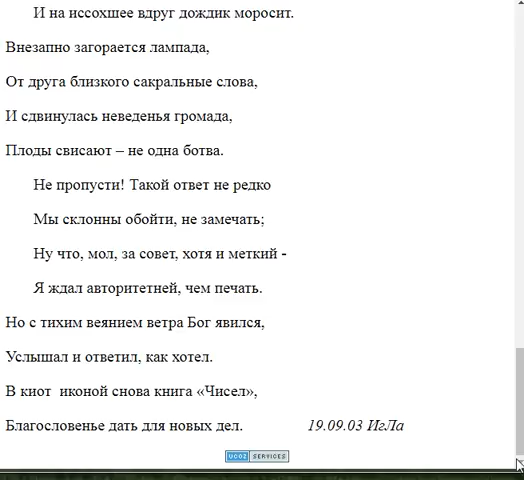 И на иссохшее вдруг дождик моросит.
Внезапно загорается лампада,
От друга близкого сакральные слова,
И сдвинулась неведенья громада,
Плоды свисают – не одна ботва.
Не пропусти! Такой ответ не редко
Мы склонны обойти, не замечать;
Ну что, мол, за совет, хотя и меткий -
Я ждал авторитетней, чем печать.
Но с тихим веянием ветра Бог явился,
Услышал и ответил, как хотел.
В киот  иконой снова книга «Чисел»,
Благословенье дать для новых дел. 19.09.03 ИгЛа
UCOZ SERVICES